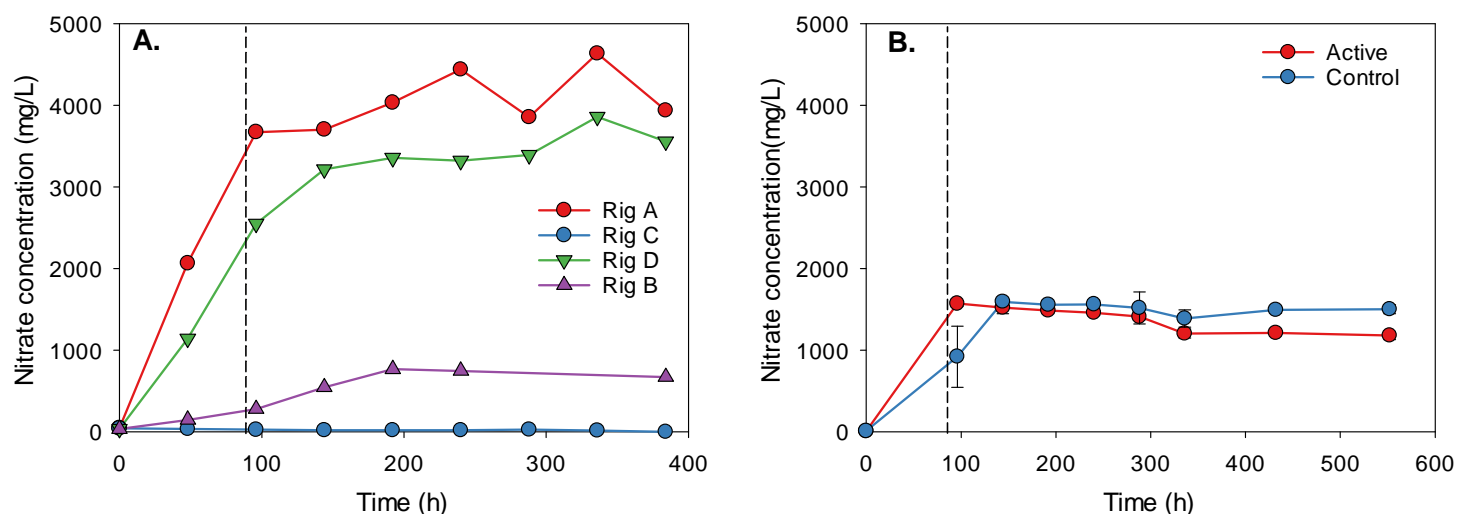 A.
Nitrate concentration (mg/L)
5000
4000
3000
2000
1000
0
Rig A
Rig C
Rig D
Rig B
0 100 200 300 400
Time (h)
B.
Nitrate concentration(mg/L)
5000
4000
3000
2000
1000
0
Active
Control
0 100 200 300 400 500 600
Time (h)